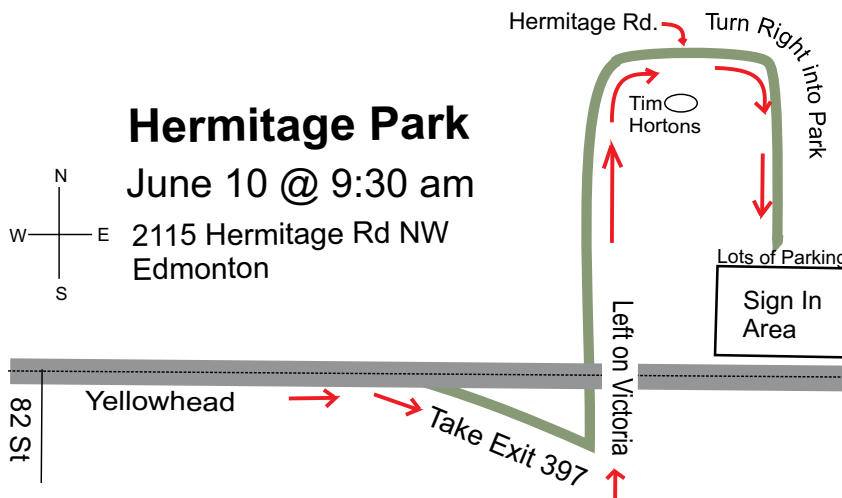 Hermitage Rd.
Turn Right into Park
Tim
Hortons
Hermitage Park
June 10 @ 9:30 am
2115 Hermitage Rd NW
Edmonton
N
W
E
S
Lots of Parking
Sign In
Area
Left on Victoria
Yellowhead
Take Exit 397
82 St